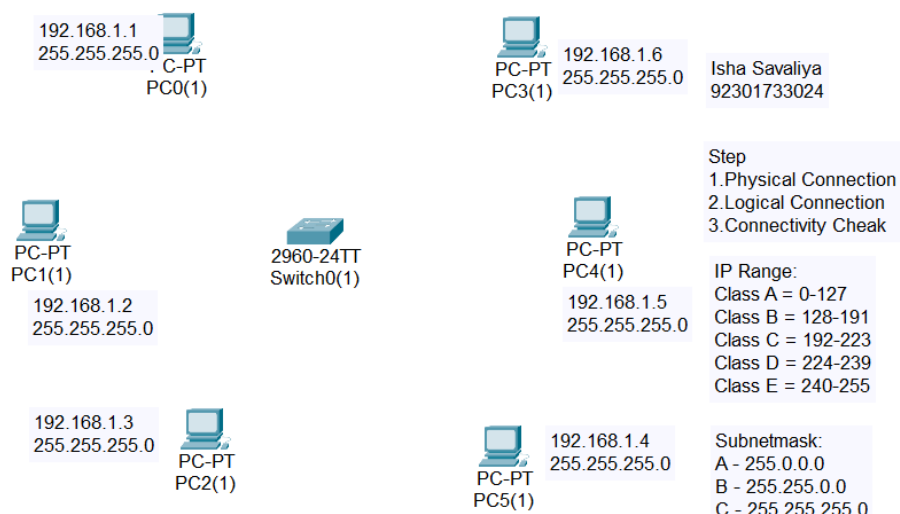 192.168.1.1
255.255.255.0
C-PT
PC0(1)
PC-PT
PC3(1)
192.168.1.6
255.255.255.0
Isha Savaliya
92301733024
Step
1.Physical Connection
2.Logical Connection
3.Connectivity Cheak
PC-PT
PC1(1)
192.168.1.2
255.255.255.0
2960-24TT
Switch0(1)
PC-PT
PC4(1)
192.168.1.5
255.255.255.0
IP Range:
Class A = 0-127
Class B = 128-191
Class C = 192-223
Class D = 224-239
Class E = 240-255
192.168.1.3
255.255.255.0
PC-PT
PC2(1)
PC-PT
PC5(1)
192.168.1.4
255.255.255.0
Subnetmask:
A - 255.0.0.0
B - 255.255.0.0
C - 255.255.255.0